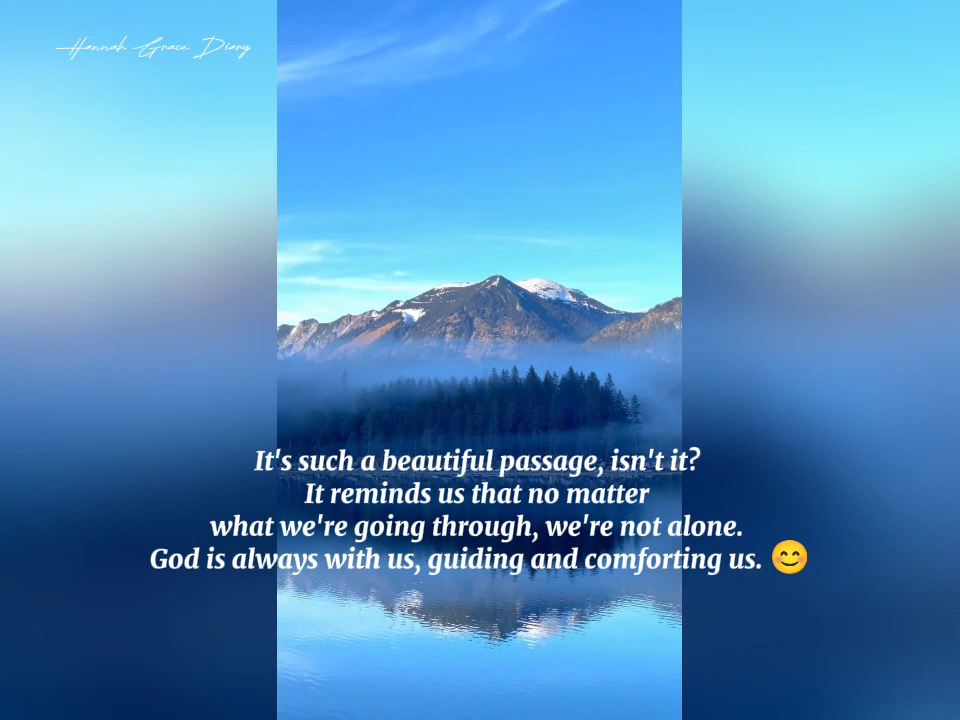 Hannah Grace Diary
It's such a beautiful passage, isn't it?
It reminds us that no matter
what we're going through, we're not alone.
God is always with us, guiding and comforting us. 😊